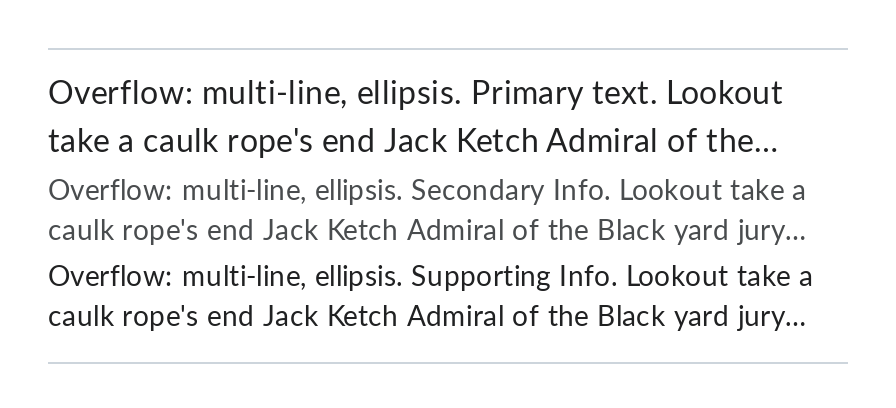 Overflow: multi-line, ellipsis. Primary text. Lookout
take a caulk rope's end Jack Ketch Admiral of the...
Overflow: multi-line, ellipsis. Secondary Info. Lookout take a
caulk rope's end Jack Ketch Admiral of the Black yard jury...
Overflow: multi-line, ellipsis. Supporting Info. Lookout take a
caulk rope's end Jack Ketch Admiral of the Black yard jury...